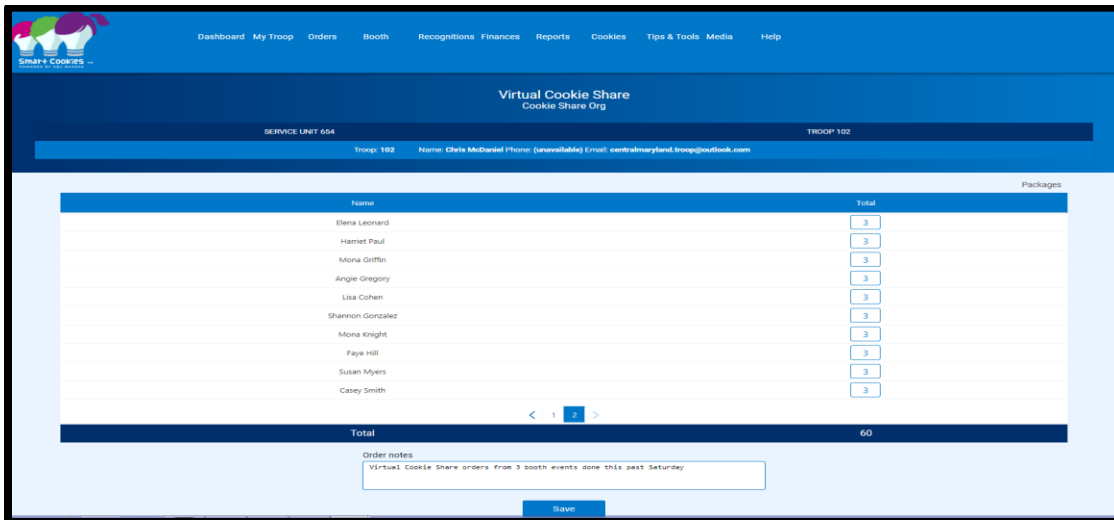 Smart Cookies
Dashboard My Troop Orders Booth Recognitions Finances Reports Cookies Tips & Tools Media Help
Virtual Cookie Share
Cookie Share Org
SERVICE UNIT 654 TROOP 102
Troop: 102 Name: Chris McDaniel Phone: (unavailable) Email: centralmaryland.troop@outlook.com
Packages
Name Total
Elena Leonard 3
Harriet Paul 3
Mona Griffin 3
Angie Gregory 3
Lisa Cohen 3
Shannon Gonzalez 3
Mona Knight 3
Faye Hill 3
Susan Myers 3
Casey Smith 3
< 1 2 >
Total 60
Order notes
Virtual Cookie Share orders from 3 booth events done this past Saturday
Save